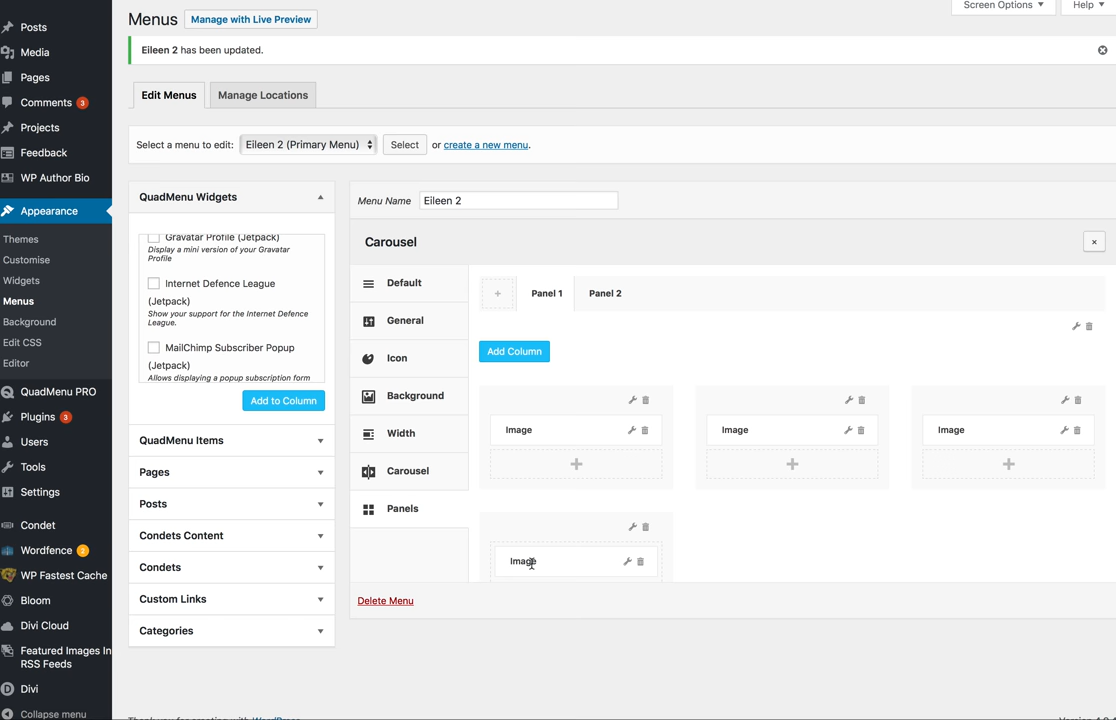 Posts
Media
Pages
Comments 3
Projects
Feedback
WP Author Bio
Appearance
Themes
Customise
Widgets
Menus
Background
Edit CSS
Editor
QuadMenu PRO
Plugins 3
Users
Tools
Settings
Condet
Wordfence 2
WP Fastest Cache
Bloom
Divi Cloud
Featured Images In
RSS Feeds
Divi
Collapse menu
Screen Options
Help
Menus
Manage with Live Preview
Eileen 2 has been updated.
Edit Menus
Manage Locations
Select a menu to edit: Eileen 2 (Primary Menu) Select or create a new menu.
QuadMenu Widgets
Gravatar Profile (Jetpack)
Display a mini version of your Gravatar
Profile
Internet Defence League
(Jetpack)
Show your support for the Internet Defence
League.
MailChimp Subscriber Popup
(Jetpack)
Allows displaying a popup subscription form
Add to Column
QuadMenu Items
Pages
Posts
Condets Content
Condets
Custom Links
Categories
Menu Name Eileen 2
Carousel
Default
General
Icon
Background
Width
Carousel
Panels
+ Panel 1 Panel 2
Add Column
Image Image Image
Image
Delete Menu
Thank you for creating with WordPress